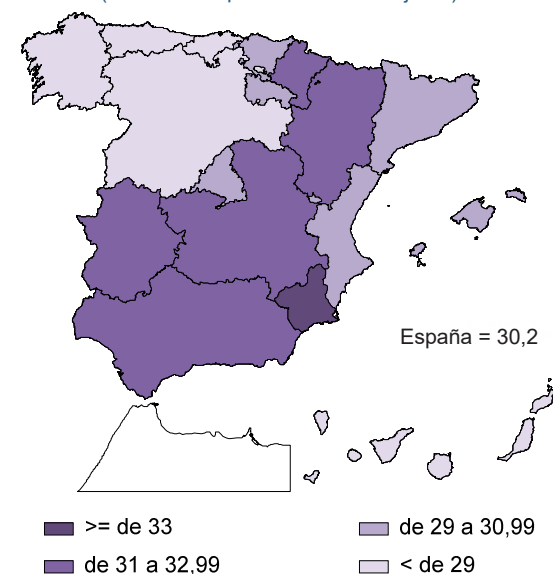 España = 30,2
>= de 33
de 29 a 30,99
de 31 a 32,99
< de 29